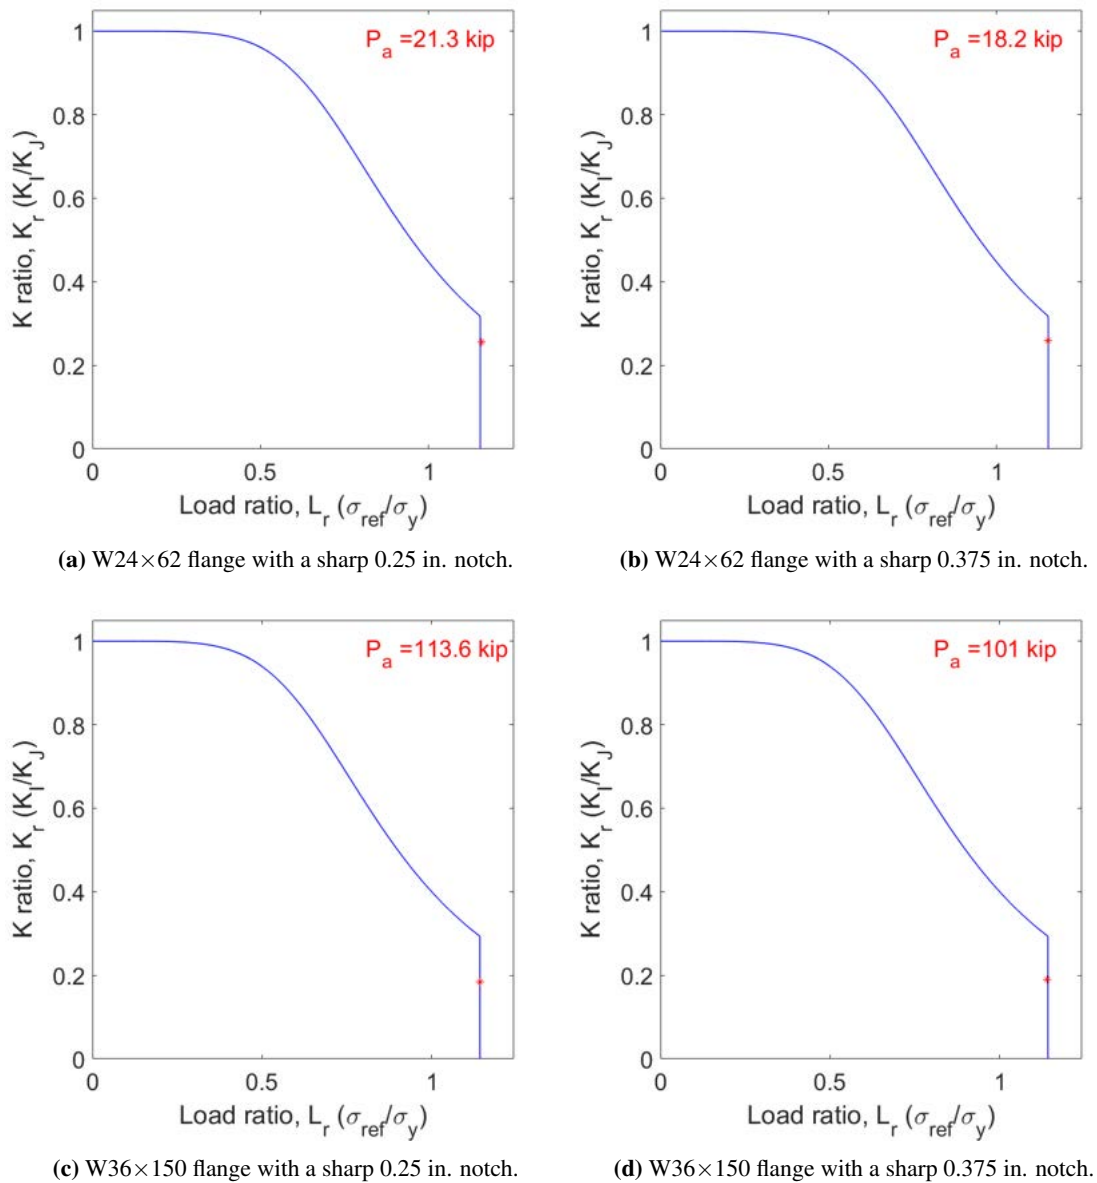 P_a =21.3 kip
1
0.8
0.6
0.4
0.2
0
0
0.5
1
K ratio, K_r (K_I/K_J)
Load ratio, L_r (σ_ref/σ_y)
(a) W24×62 flange with a sharp 0.25 in. notch.
P_a =18.2 kip
1
0.8
0.6
0.4
0.2
0
0
0.5
1
K ratio, K_r (K_I/K_J)
Load ratio, L_r (σ_ref/σ_y)
(b) W24×62 flange with a sharp 0.375 in. notch.
P_a =113.6 kip
1
0.8
0.6
0.4
0.2
0
0
0.5
1
K ratio, K_r (K_I/K_J)
Load ratio, L_r (σ_ref/σ_y)
(c) W36×150 flange with a sharp 0.25 in. notch.
P_a =101 kip
1
0.8
0.6
0.4
0.2
0
0
0.5
1
K ratio, K_r (K_I/K_J)
Load ratio, L_r (σ_ref/σ_y)
(d) W36×150 flange with a sharp 0.375 in. notch.